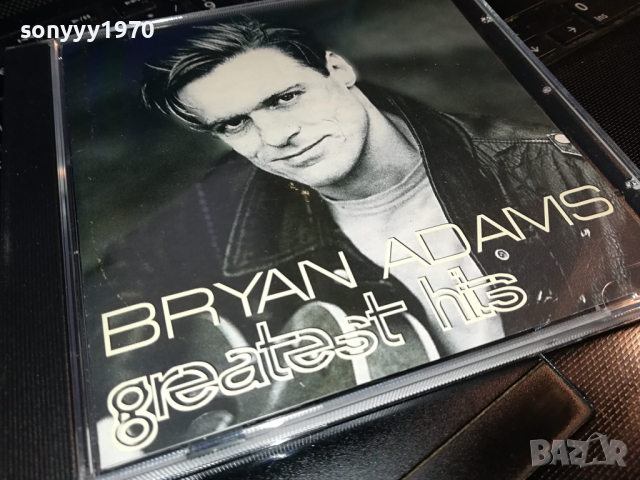 sonyyy1970
BRYAN ADAMS
greatest hits
BAZAR